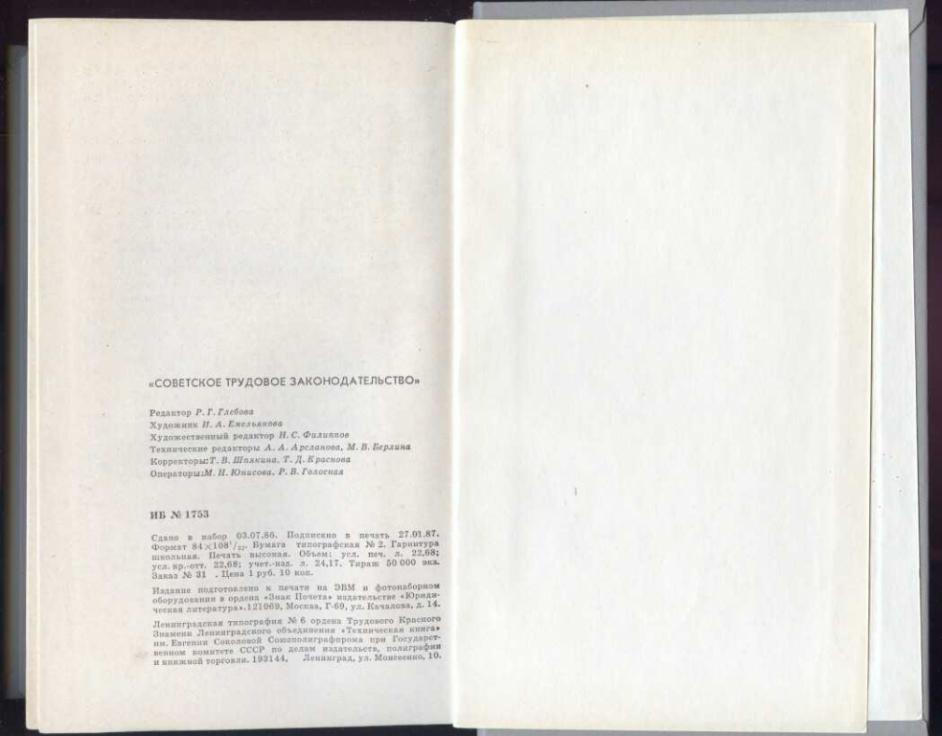 «СОВЕТСКОЕ ТРУДОВОЕ ЗАКОНОДАТЕЛЬСТВО»
Редактор Р. Г. Глебова
Художник И. А. Емельянова
Художественный редактор Н. С. Филиппов
Технические редакторы А. А. Арсланова, М. В. Берлина
Корректоры:Т. В. Шпякина, Т. Д. Краснова
Операторы:М. Н. Юнисова, Р. В. Голосная
ИБ № 1753
Сдано в набор 03.07.86. Подписано в печать 27.01.87.
Формат 84×108¹/₃₂. Бумага типографская № 2. Гарнитура
школьная. Печать высокая. Объем: усл. печ. л. 22,68;
усл. кр.-отт. 22,68; учет.-изд. л. 24,17. Тираж 50 000 экз.
Заказ № 31 . Цена 1 руб. 10 коп.
Издание подготовлено к печати на ЭВМ и фотонаборном
оборудовании в ордена «Знак Почета» издательстве «Юриди-
ческая литература».121069, Москва, Г-69, ул. Качалова, д. 14.
Ленинградская типография № 6 ордена Трудового Красного
Знамени Ленинградского объединения «Техническая книга»
им. Евгении Соколовой Союзполиграфпрома при Государст-
венном комитете СССР по делам издательств, полиграфии
и книжной торговли. 193144, Ленинград, ул. Моисеенко, 10.